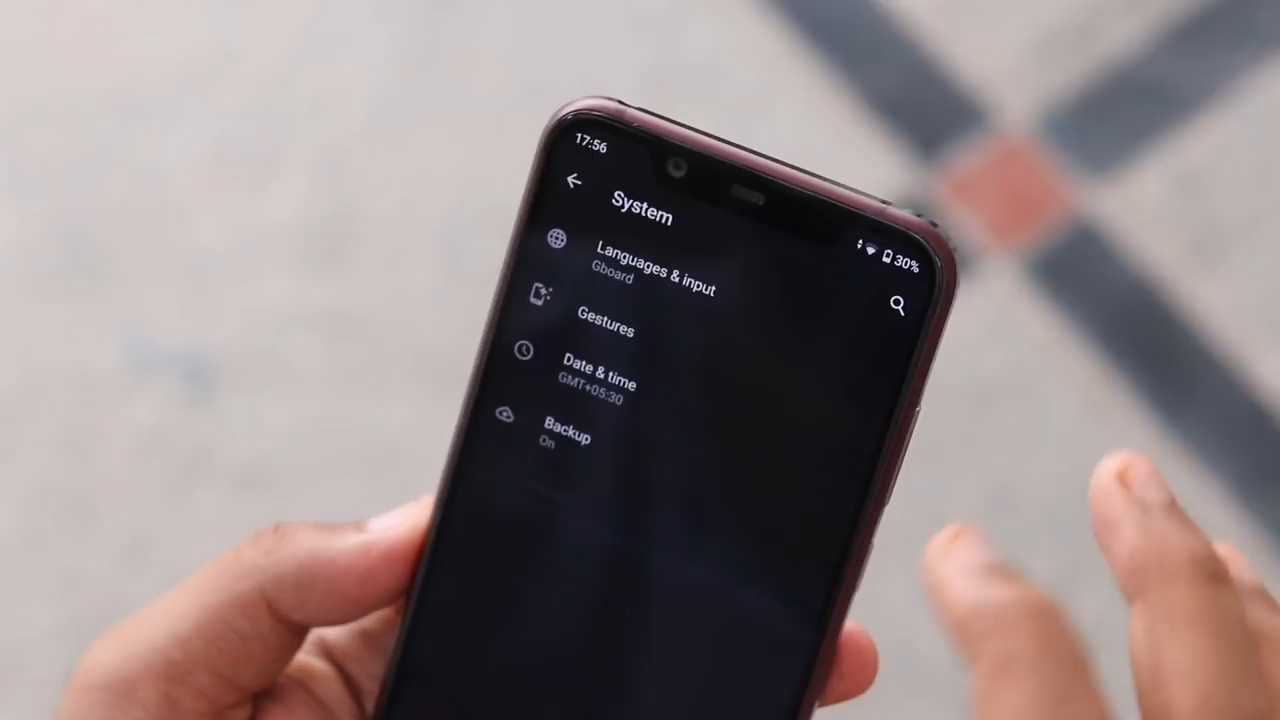 17:56
30%
System
Languages & input
Gboard
Gestures
Date & time
GMT+05:30
Backup
On